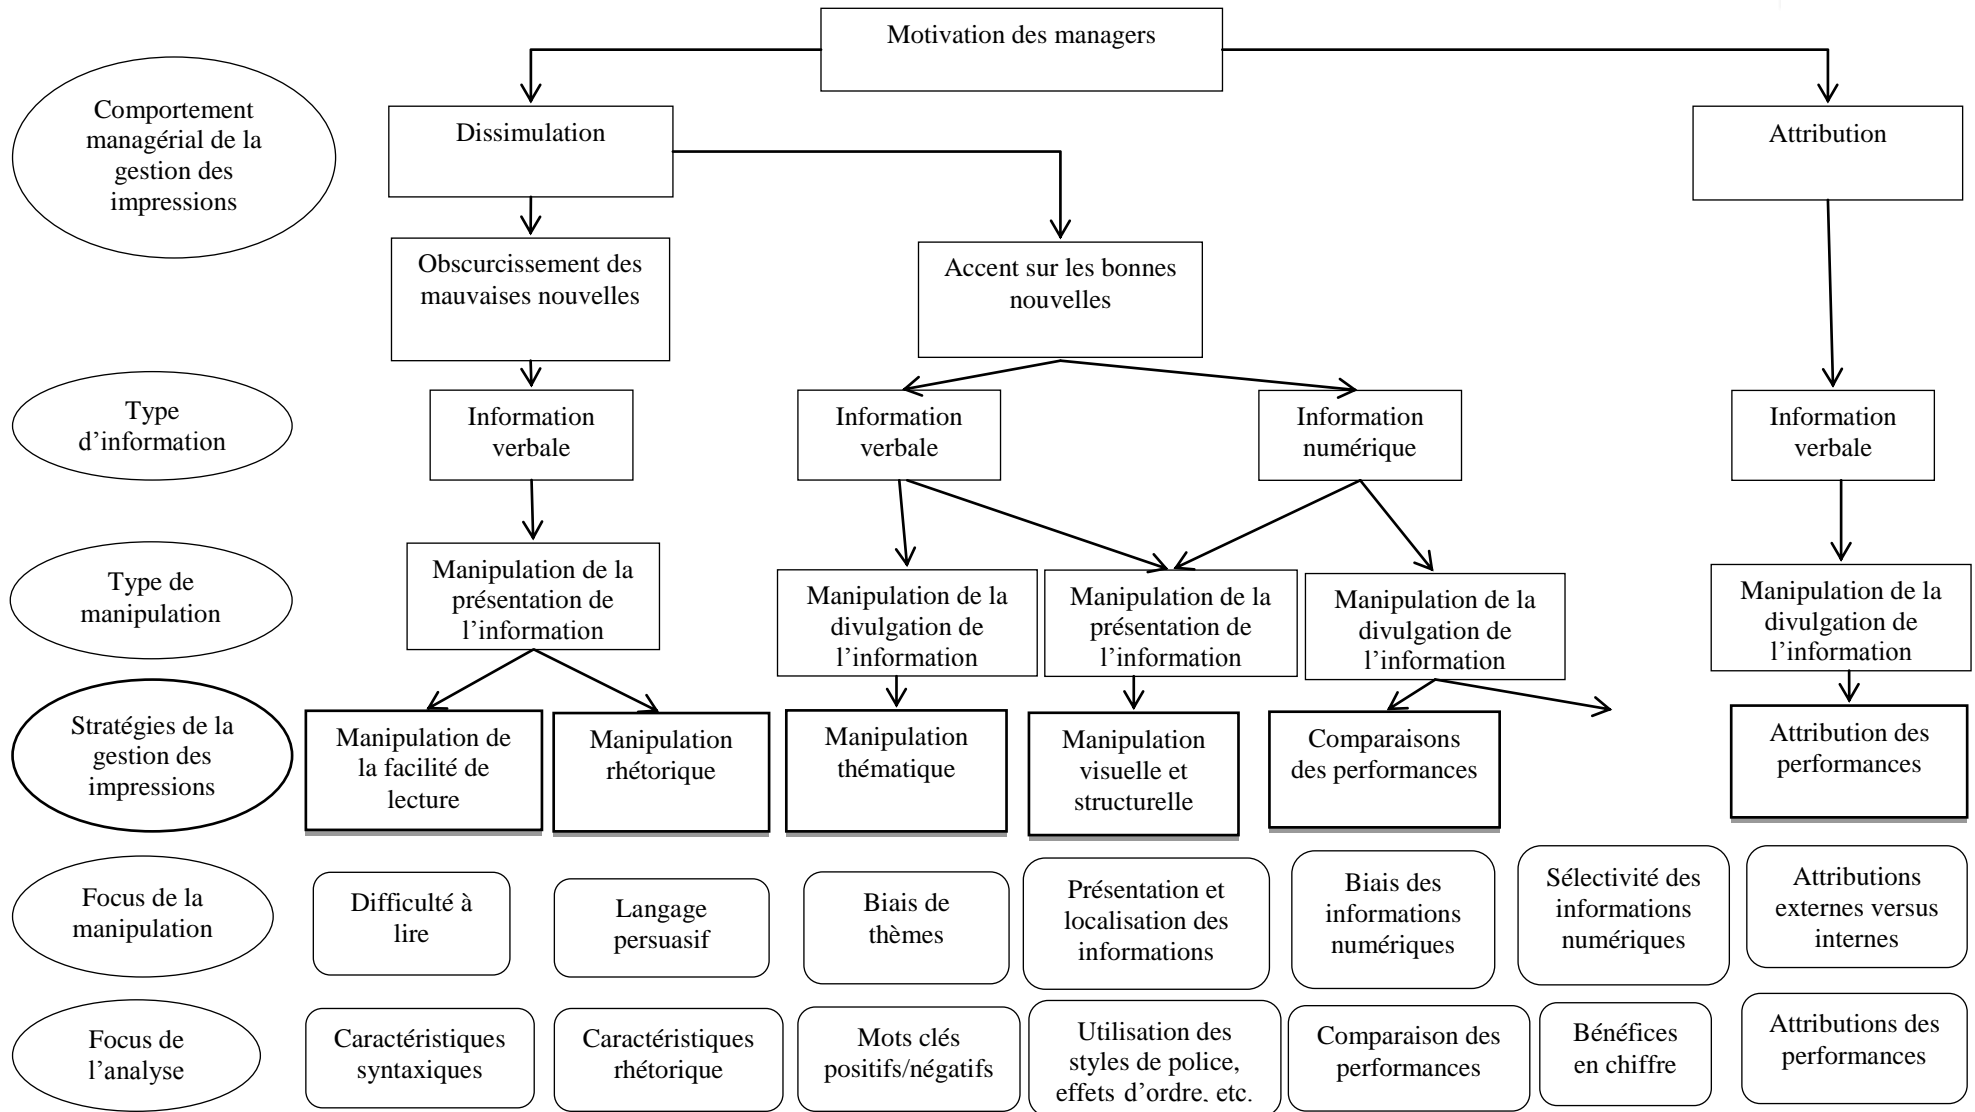 Motivation des managers
Comportement
managérial de la
gestion des
impressions
Dissimulation
Attribution
Obscurcissement des
mauvaises nouvelles
Accent sur les bonnes
nouvelles
Type
d’information
Information
verbale
Information
verbale
Information
numérique
Information
verbale
Type de
manipulation
Manipulation de la
présentation de
l’information
Manipulation de la
divulgation de
l’information
Manipulation de la
présentation de
l’information
Manipulation de la
divulgation de
l’information
Manipulation de la
divulgation de
l’information
Stratégies de la
gestion des
impressions
Manipulation de
la facilité de
lecture
Manipulation
rhétorique
Manipulation
thématique
Manipulation
visuelle et
structurelle
Comparaisons
des performances
Attribution des
performances
Focus de la
manipulation
Difficulté à
lire
Langage
persuasif
Biais de
thèmes
Présentation et
localisation des
informations
Biais des
informations
numériques
Sélectivité des
informations
numériques
Attributions
externes versus
internes
Focus de
l’analyse
Caractéristiques
syntaxiques
Caractéristiques
rhétorique
Mots clés
positifs/négatifs
Utilisation des
styles de police,
effets d’ordre, etc.
Comparaison des
performances
Bénéfices
en chiffre
Attributions des
performances